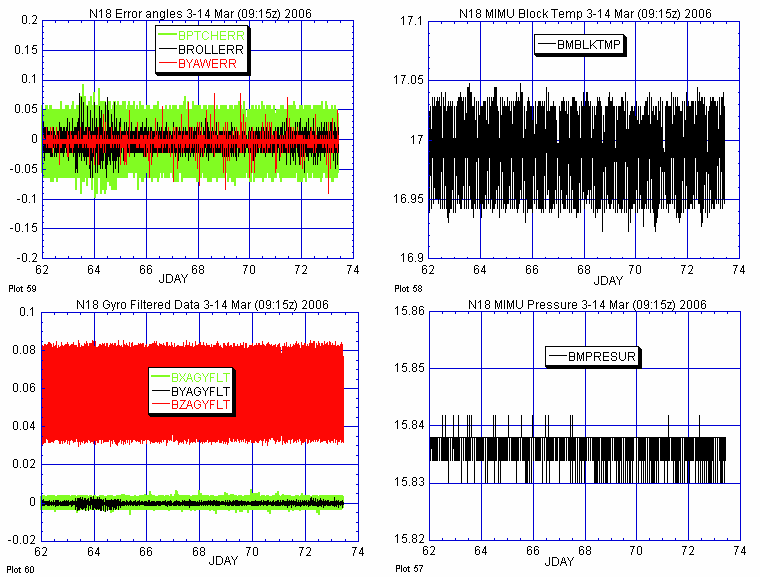 N18 Error angles 3-14 Mar (09:15z) 2006
0.2
0.15
0.1
0.05
0
-0.05
-0.1
-0.15
-0.2
BPTCHERR
BROLLERR
BYAWERR
62 64 66 68 70 72 74
JDAY
Plot 59
N18 MIMU Block Temp 3-14 Mar (09:15z) 2006
17.1
17.05
17
16.95
16.9
BMBLKTMP
62 64 66 68 70 72 74
JDAY
Plot 58
N18 Gyro Filtered Data 3-14 Mar (09:15z) 2006
0.1
0.08
0.06
0.04
0.02
0
-0.02
BXAGYFLT
BYAGYFLT
BZAGYFLT
62 64 66 68 70 72 74
JDAY
Plot 60
N18 MIMU Pressure 3-14 Mar (09:15z) 2006
15.86
15.85
15.84
15.83
15.82
BMPRESUR
62 64 66 68 70 72 74
JDAY
Plot 57